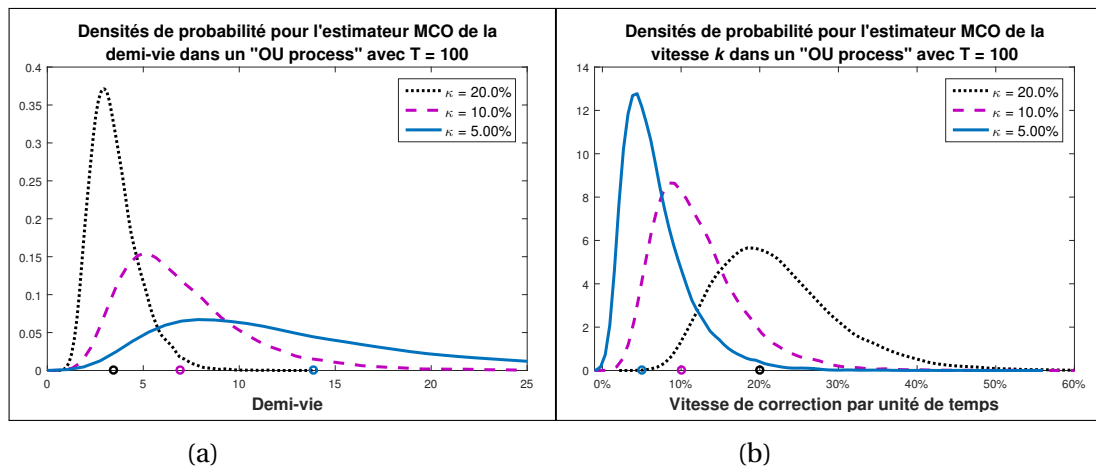 Densités de probabilité pour l'estimateur MCO de la
demi-vie dans un "OU process" avec T = 100
0.4
0.35
0.3
0.25
0.2
0.15
0.1
0.05
0
κ = 20.0%
κ = 10.0%
κ = 5.00%
0 5 10 15 20 25
Demi-vie
(a)
Densités de probabilité pour l'estimateur MCO de la
vitesse k dans un "OU process" avec T = 100
14
12
10
8
6
4
2
0
κ = 20.0%
κ = 10.0%
κ = 5.00%
0% 10% 20% 30% 40% 50% 60%
Vitesse de correction par unité de temps
(b)